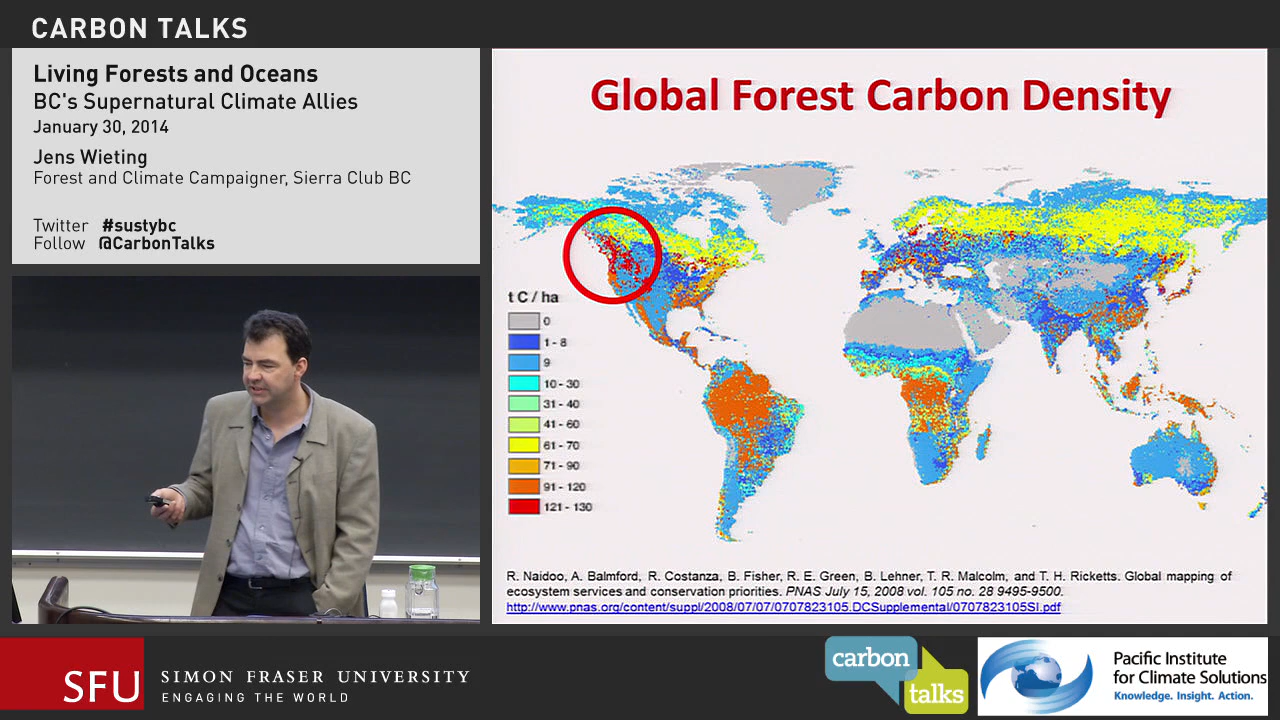 CARBON TALKS
Living Forests and Oceans
BC's Supernatural Climate Allies
January 30, 2014
Jens Wieting
Forest and Climate Campaigner, Sierra Club BC
Twitter #sustybc
Follow @CarbonTalks
Global Forest Carbon Density
t C / ha
0
1 - 8
9
10 - 30
31 - 40
41 - 60
61 - 70
71 - 90
91 - 120
121 - 130
R. Naidoo, A. Balmford, R. Costanza, B. Fisher, R. E. Green, B. Lehner, T. R. Malcolm, and T. H. Ricketts. Global mapping of
ecosystem services and conservation priorities. PNAS July 15, 2008 vol. 105 no. 28 9495-9500.
http://www.pnas.org/content/suppl/2008/07/07/0707823105.DCSupplemental/0707823105SI.pdf
SFU
SIMON FRASER UNIVERSITY
ENGAGING THE WORLD
carbon
talks
Pacific Institute
for Climate Solutions
Knowledge. Insight. Action.